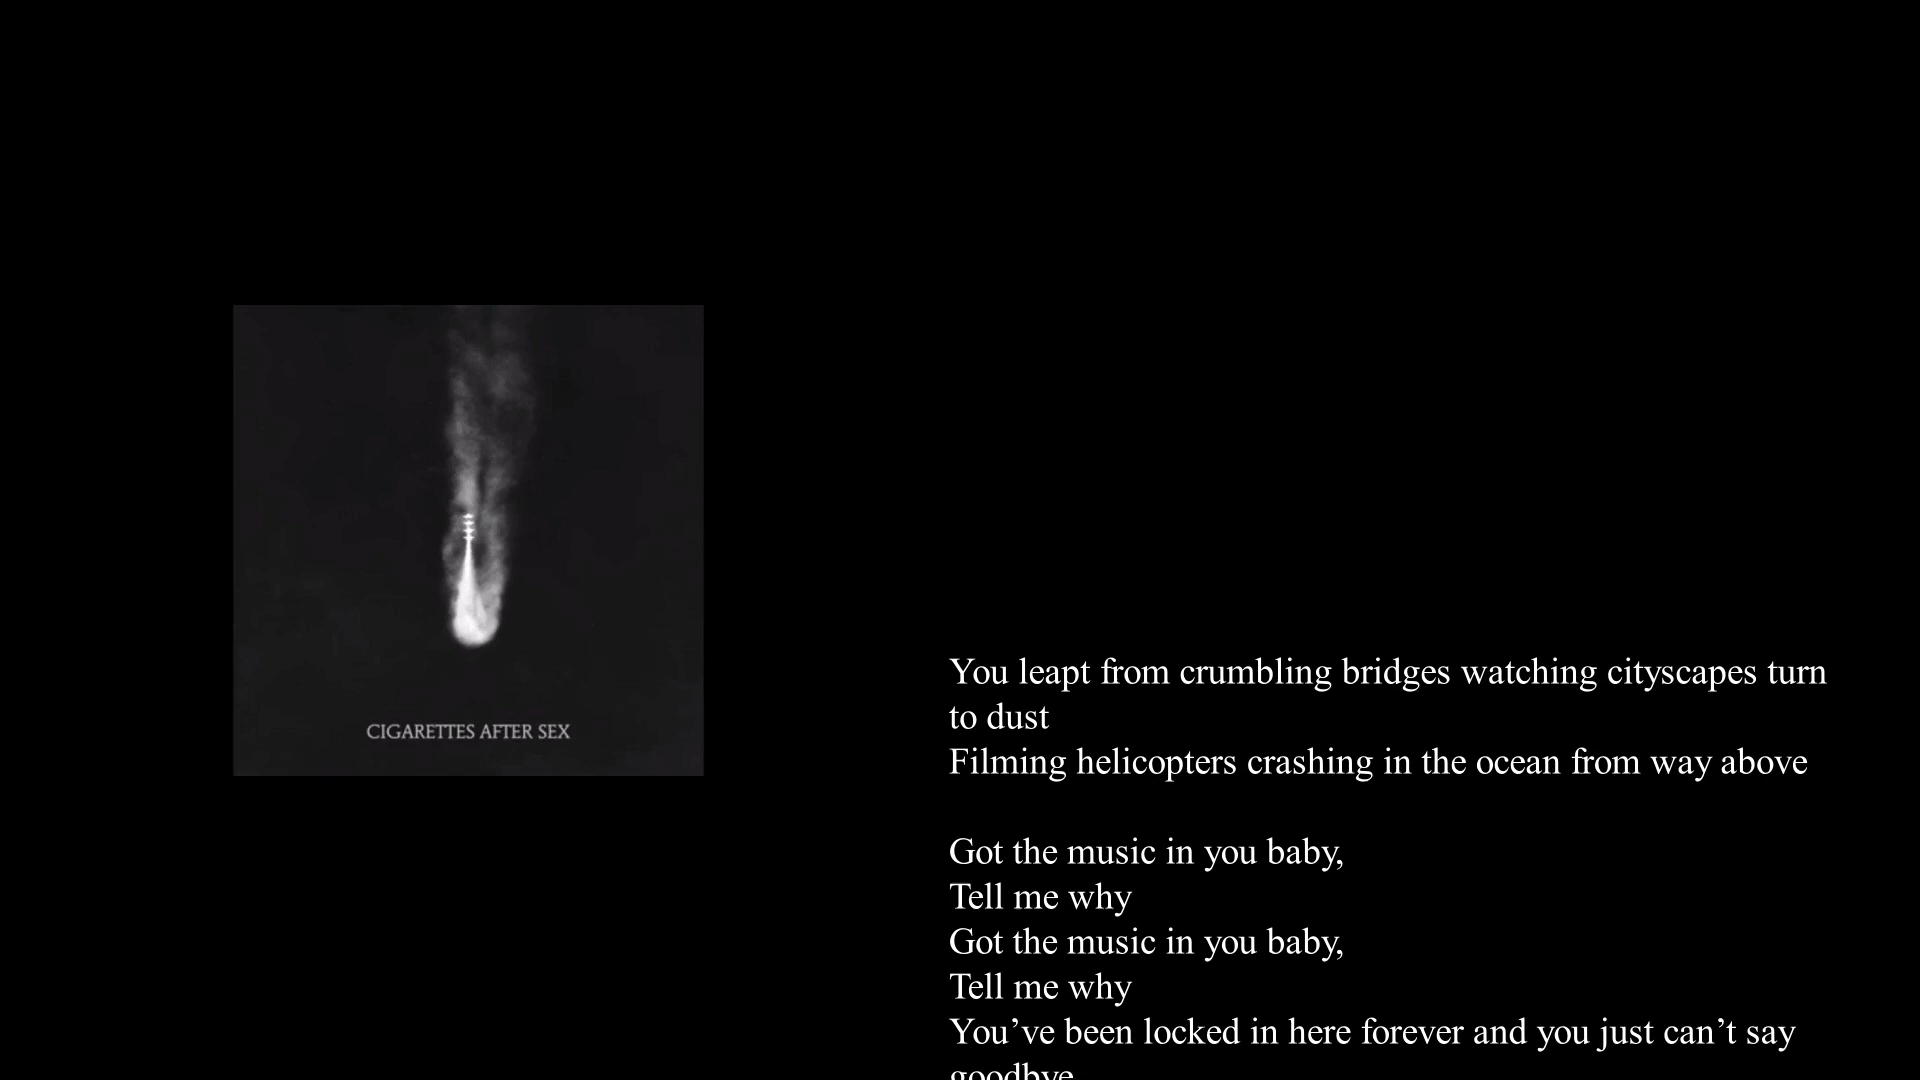 CIGARETTES AFTER SEX
You leapt from crumbling bridges watching cityscapes turn
to dust
Filming helicopters crashing in the ocean from way above
Got the music in you baby,
Tell me why
Got the music in you baby,
Tell me why
You’ve been locked in here forever and you just can’t say
goodbye